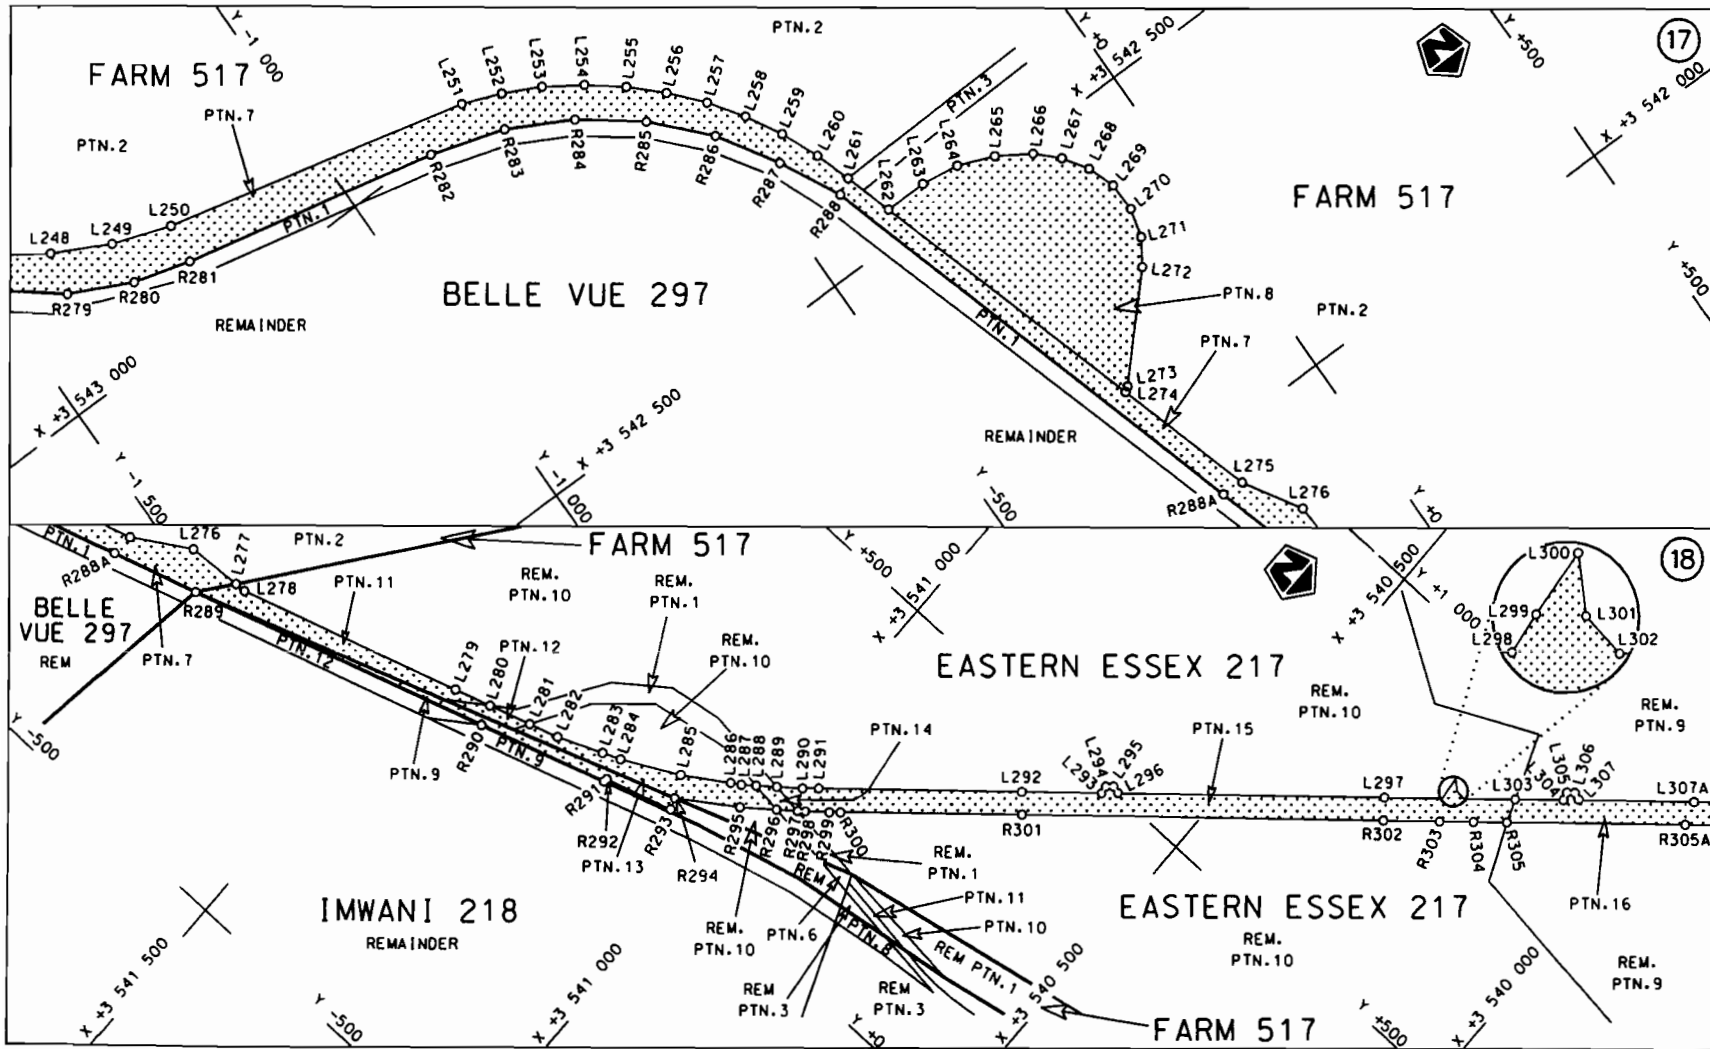 17
FARM 517
PTN.7
PTN.2
PTN.2
Y -1 000
L248
L249
L250
L251
L252
L253
L254
L255
L256
L257
L258
L259
L260
L261
L262
L263
L264
L265
L266
L267
L268
L269
L270
L271
L272
L273
L274
L275
L276
PTN.3
Y +0
X +3 542 500
Y +500
X +3 542 000
FARM 517
Y +500
PTN.8
PTN.2
PTN.7
PTN.1
PTN.1
R279
R280
R281
R282
R283
R284
R285
R286
R287
R288
R288A
BELLE VUE 297
REMAINDER
REMAINDER
X +3 543 000
Y -1 500
X +3 542 500
Y -1 000
Y -500
Y +0
18
PTN.1
R288A
L276
L277
L278
PTN.2
FARM 517
PTN.11
REM.
PTN.10
REM.
PTN.1
REM.
PTN.10
BELLE
VUE 297
REM
PTN.7
R289
PTN.12
PTN.12
L279
L280
L281
L282
L283
L284
L285
L286
L287
L288
L289
L290
L291
L292
L293
L294
L295
L296
L297
L298
L299
L300
L301
L302
L303
L304
L305
L306
L307
L307A
Y +500
X +3 541 000
X +3 540 500
Y +1 000
EASTERN ESSEX 217
REM.
PTN.10
REM.
PTN.9
PTN.14
PTN.15
Y -500
PTN.9
PTN.9
R290
R291
R292
R293
R294
R295
R296
R297
R298
R299
R300
R301
R302
R303
R304
R305
R305A
PTN.13
IMWANI 218
REMAINDER
REM.
PTN.10
PTN.6
REM
REM.
PTN.1
PTN.11
PTN.10
PTN.8
REM PTN.1
REM
PTN.3
REM
PTN.3
EASTERN ESSEX 217
REM.
PTN.10
PTN.16
REM.
PTN.9
X +3 541 500
Y -500
X +3 541 000
Y +0
X +3 540 500
FARM 517
Y +500
X +3 540 000